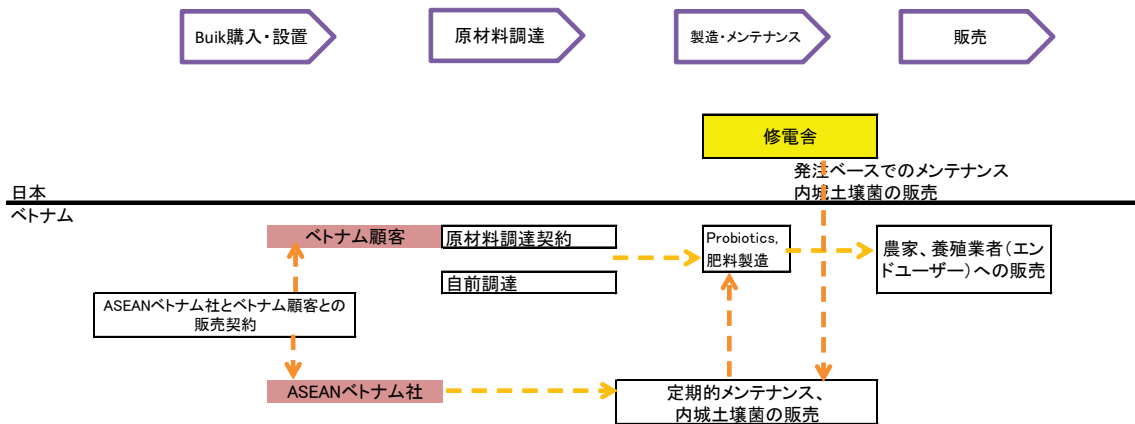 Buik購入・設置
原材料調達
製造・メンテナンス
販売
修電舎
発注ベースでのメンテナンス
内城土壌菌の販売
日本
ベトナム
ベトナム顧客
原材料調達契約
自前調達
Probiotics,
肥料製造
農家、養殖業者(エン
ドユーザー)への販売
ASEANベトナム社とベトナム顧客との
販売契約
ASEANベトナム社
定期的メンテナンス、
内城土壌菌の販売